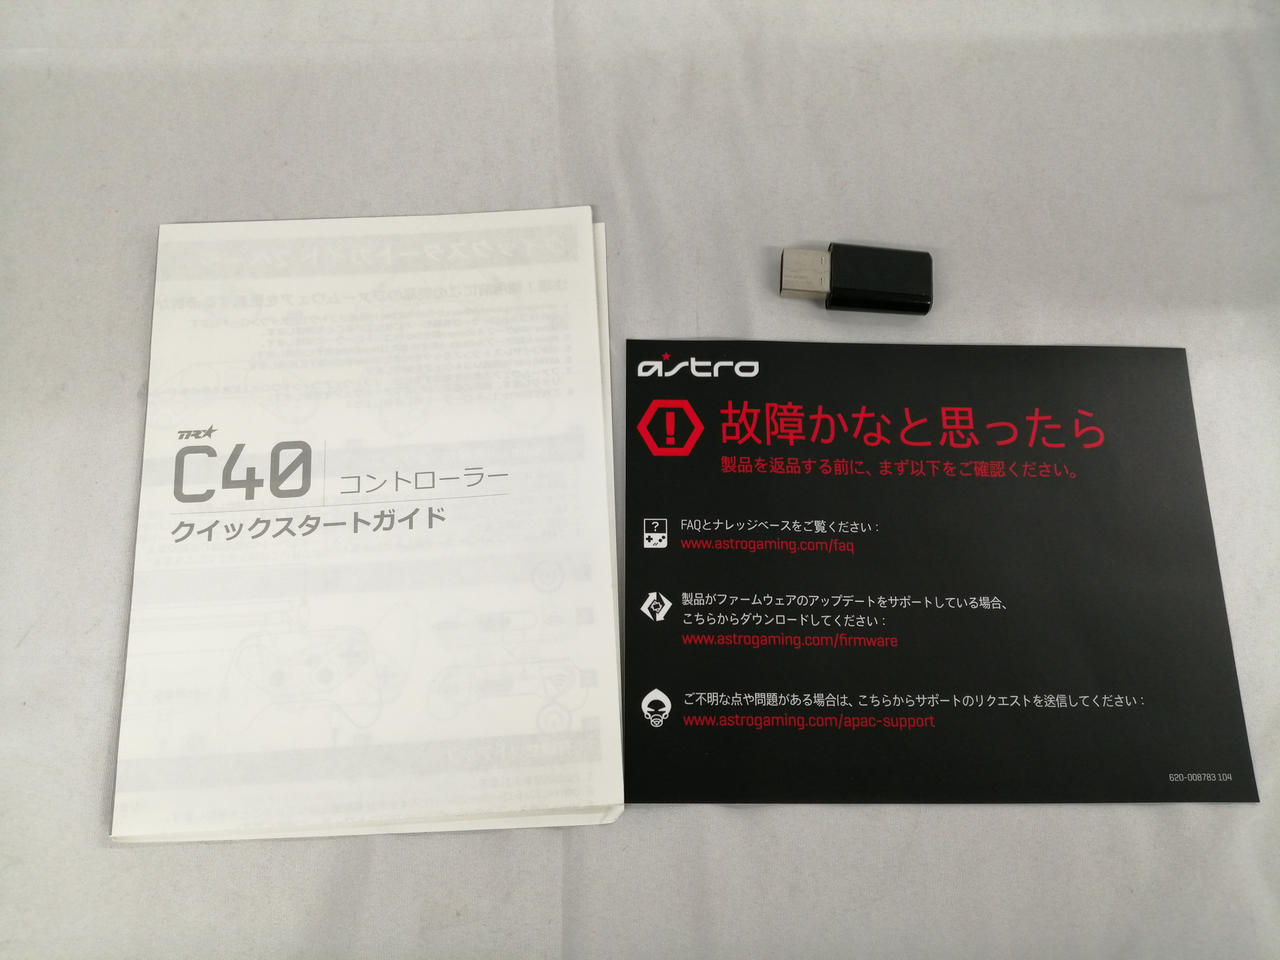 TR
C40 コントローラー
クイックスタートガイド
astro
故障かなと思ったら
製品を返品する前に、まず以下をご確認ください。
FAQとナレッジベースをご覧ください:
www.astrogaming.com/faq
製品がファームウェアのアップデートをサポートしている場合、
こちらからダウンロードしてください:
www.astrogaming.com/firmware
ご不明な点や問題がある場合は、こちらからサポートのリクエストを送信してください:
www.astrogaming.com/apac-support
620-008783 104